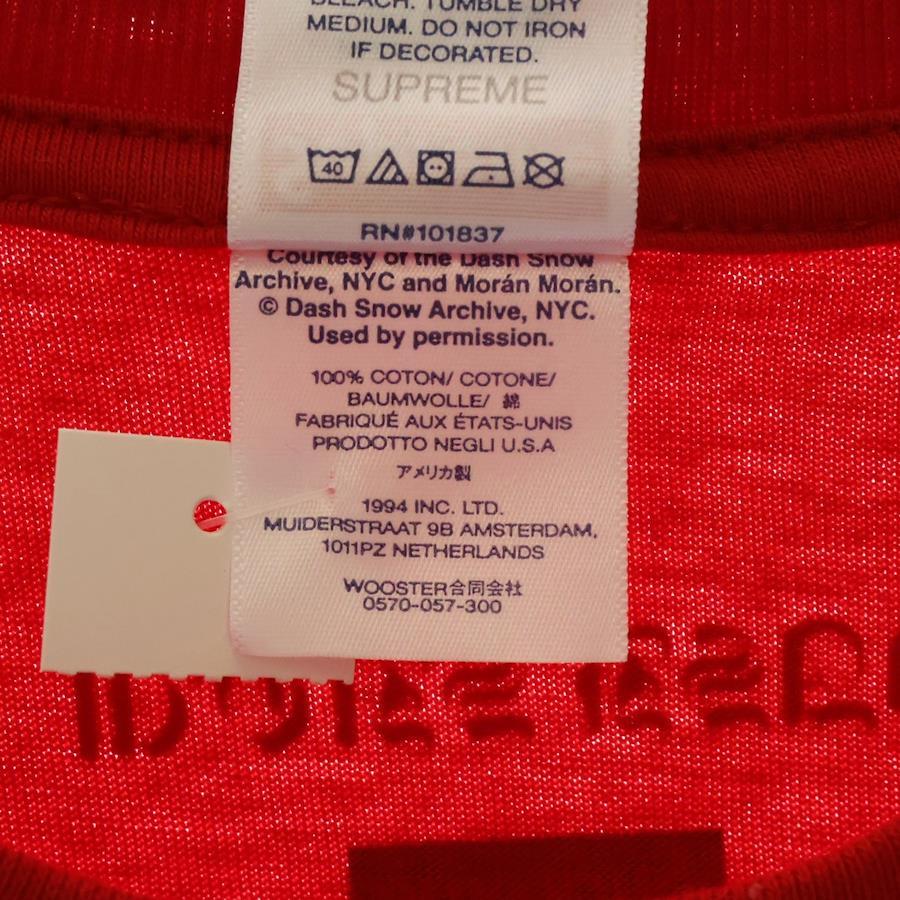 BLEACH. TUMBLE DRY
MEDIUM. DO NOT IRON
IF DECORATED.
SUPREME
40
RN#101837
Courtesy of the Dash Snow
Archive, NYC and Morán Morán.
© Dash Snow Archive, NYC.
Used by permission.
100% COTON/ COTONE/
BAUMWOLLE/ 綿
FABRIQUÉ AUX ÉTATS-UNIS
PRODOTTO NEGLI U.S.A
アメリカ製
1994 INC. LTD.
MUIDERSTRAAT 9B AMSTERDAM,
1011PZ NETHERLANDS
WOOSTER合同会社
0570-057-300